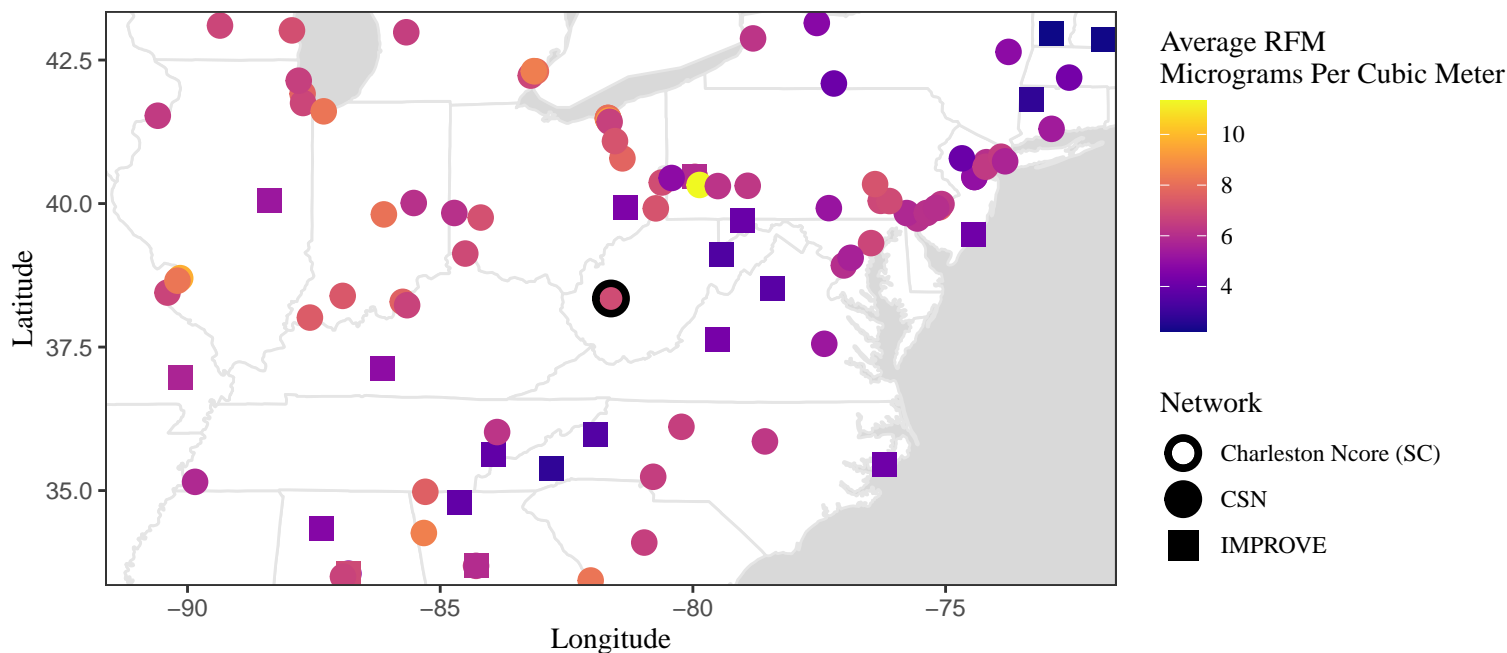 42.5
40.0
37.5
35.0
Latitude
−90
−85
−80
−75
Longitude
Average RFM
Micrograms Per Cubic Meter
10
8
6
4
Network
Charleston Ncore (SC)
CSN
IMPROVE